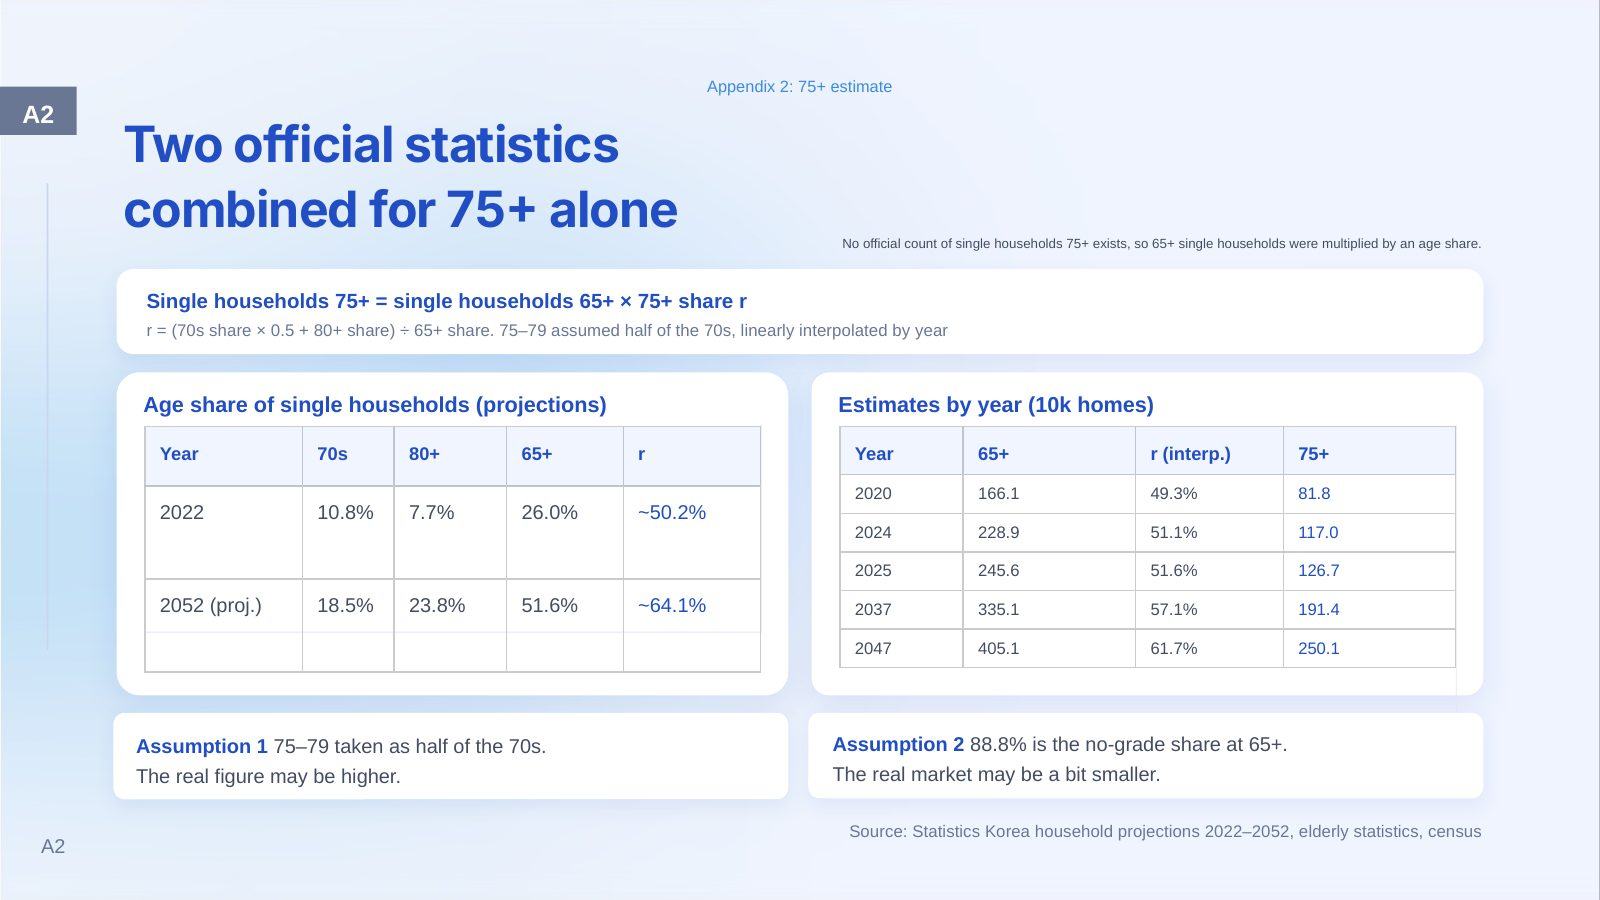 Appendix 2: 75+ estimate
A2
Two official statistics
combined for 75+ alone
No official count of single households 75+ exists, so 65+ single households were multiplied by an age share.
Single households 75+ = single households 65+ × 75+ share r
r = (70s share × 0.5 + 80+ share) ÷ 65+ share. 75–79 assumed half of the 70s, linearly interpolated by year
Age share of single households (projections)
Year 70s 80+ 65+ r
2022 10.8% 7.7% 26.0% ~50.2%
2052 (proj.) 18.5% 23.8% 51.6% ~64.1%
Estimates by year (10k homes)
Year 65+ r (interp.) 75+
2020 166.1 49.3% 81.8
2024 228.9 51.1% 117.0
2025 245.6 51.6% 126.7
2037 335.1 57.1% 191.4
2047 405.1 61.7% 250.1
Assumption 1 75–79 taken as half of the 70s.
The real figure may be higher.
Assumption 2 88.8% is the no-grade share at 65+.
The real market may be a bit smaller.
Source: Statistics Korea household projections 2022–2052, elderly statistics, census
A2